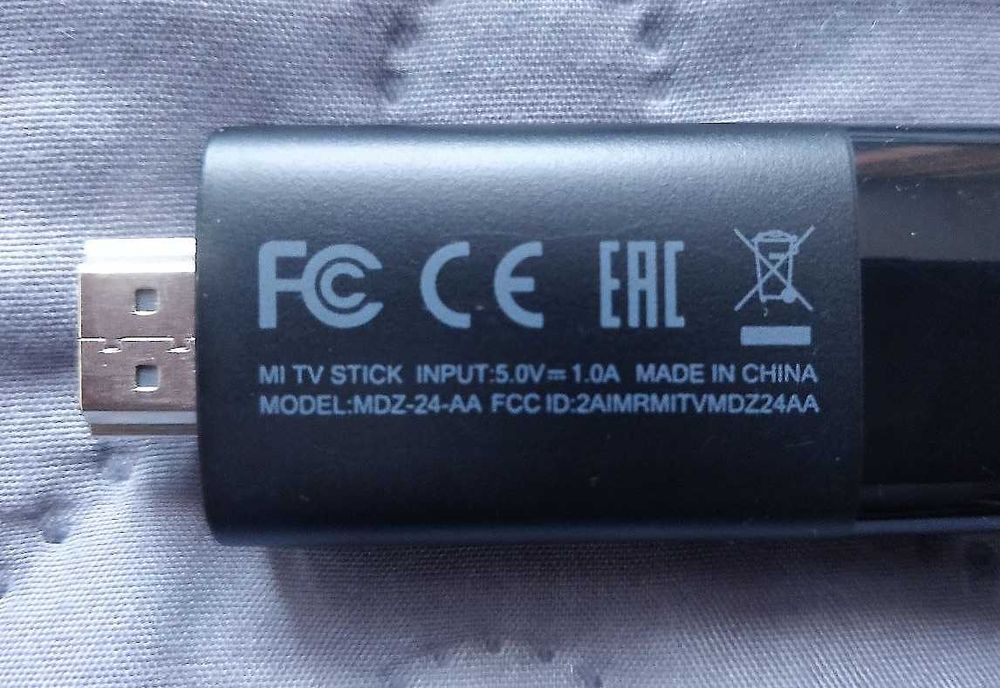 FC CE EAC
MI TV STICK INPUT:5.0V⎓1.0A MADE IN CHINA
MODEL:MDZ-24-AA FCC ID:2AIMRMITVMDZ24AA